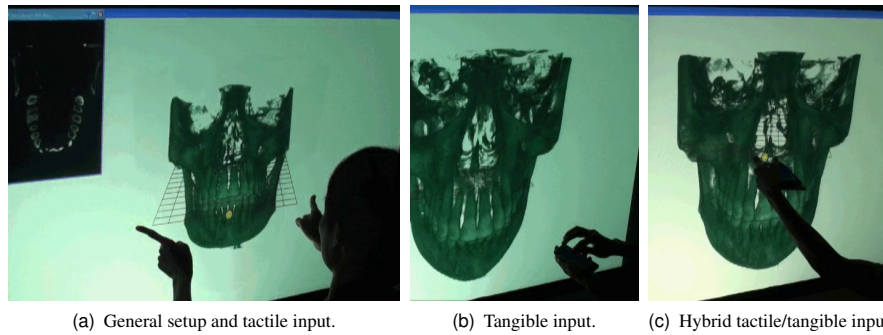 (a) General setup and tactile input.
(b) Tangible input.
(c) Hybrid tactile/tangible inpu